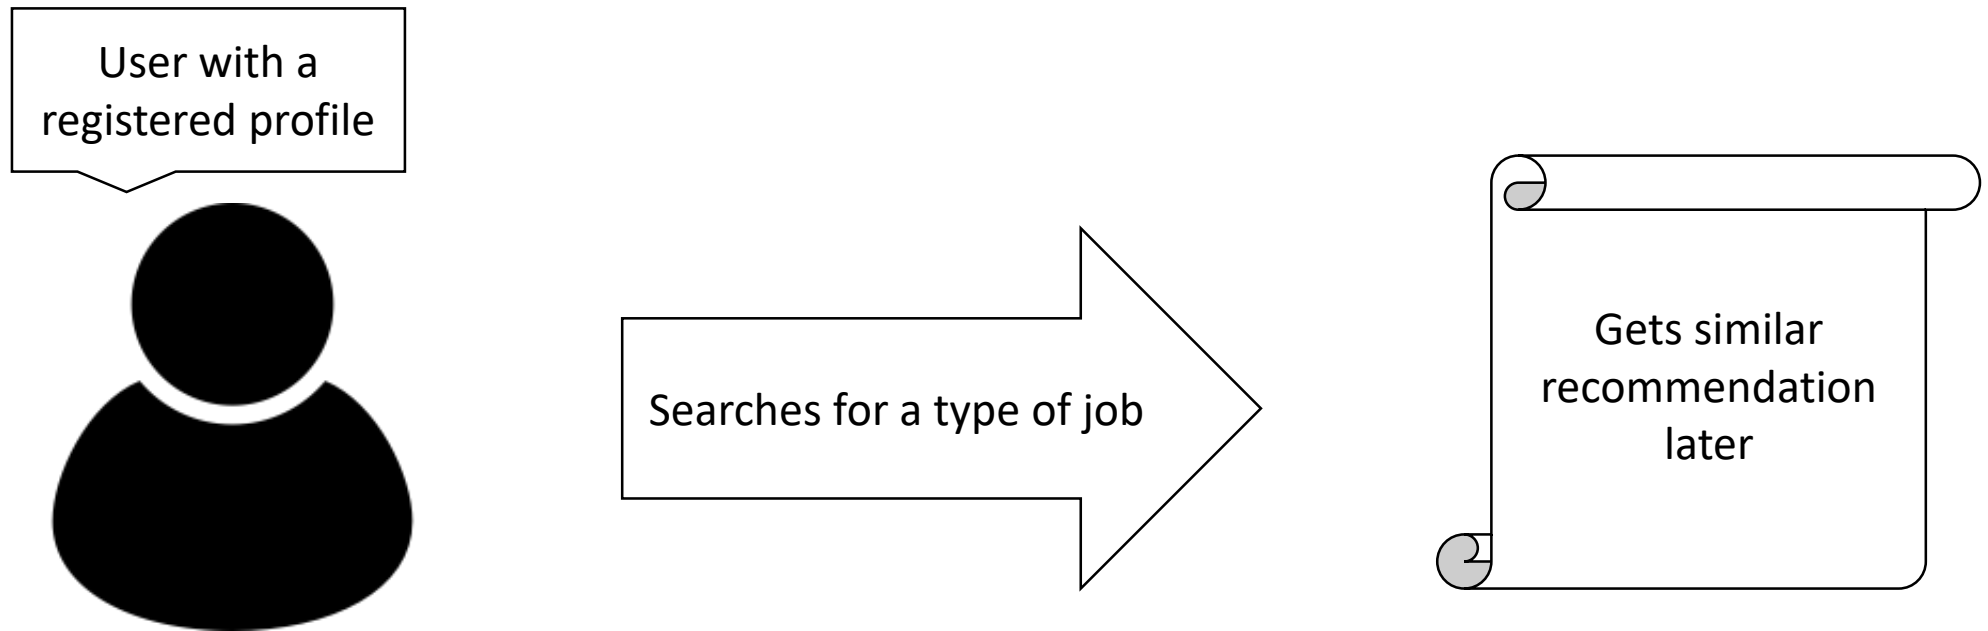 User with a
registered profile
Searches for a type of job
Gets similar
recommendation
later